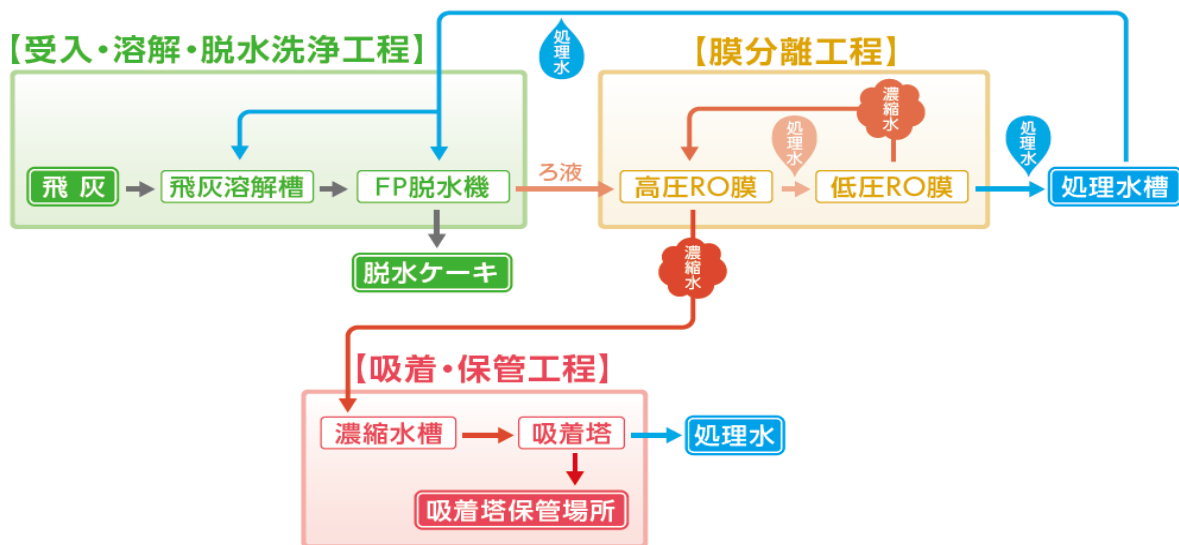 【受入・溶解・脱水洗浄工程】
処理水
【膜分離工程】
濃縮水
処理水
処理水
飛灰
飛灰溶解槽
FP脱水機
ろ液
高圧RO膜
低圧RO膜
処理水槽
脱水ケーキ
濃縮水
【吸着・保管工程】
濃縮水槽
吸着塔
処理水
吸着塔保管場所